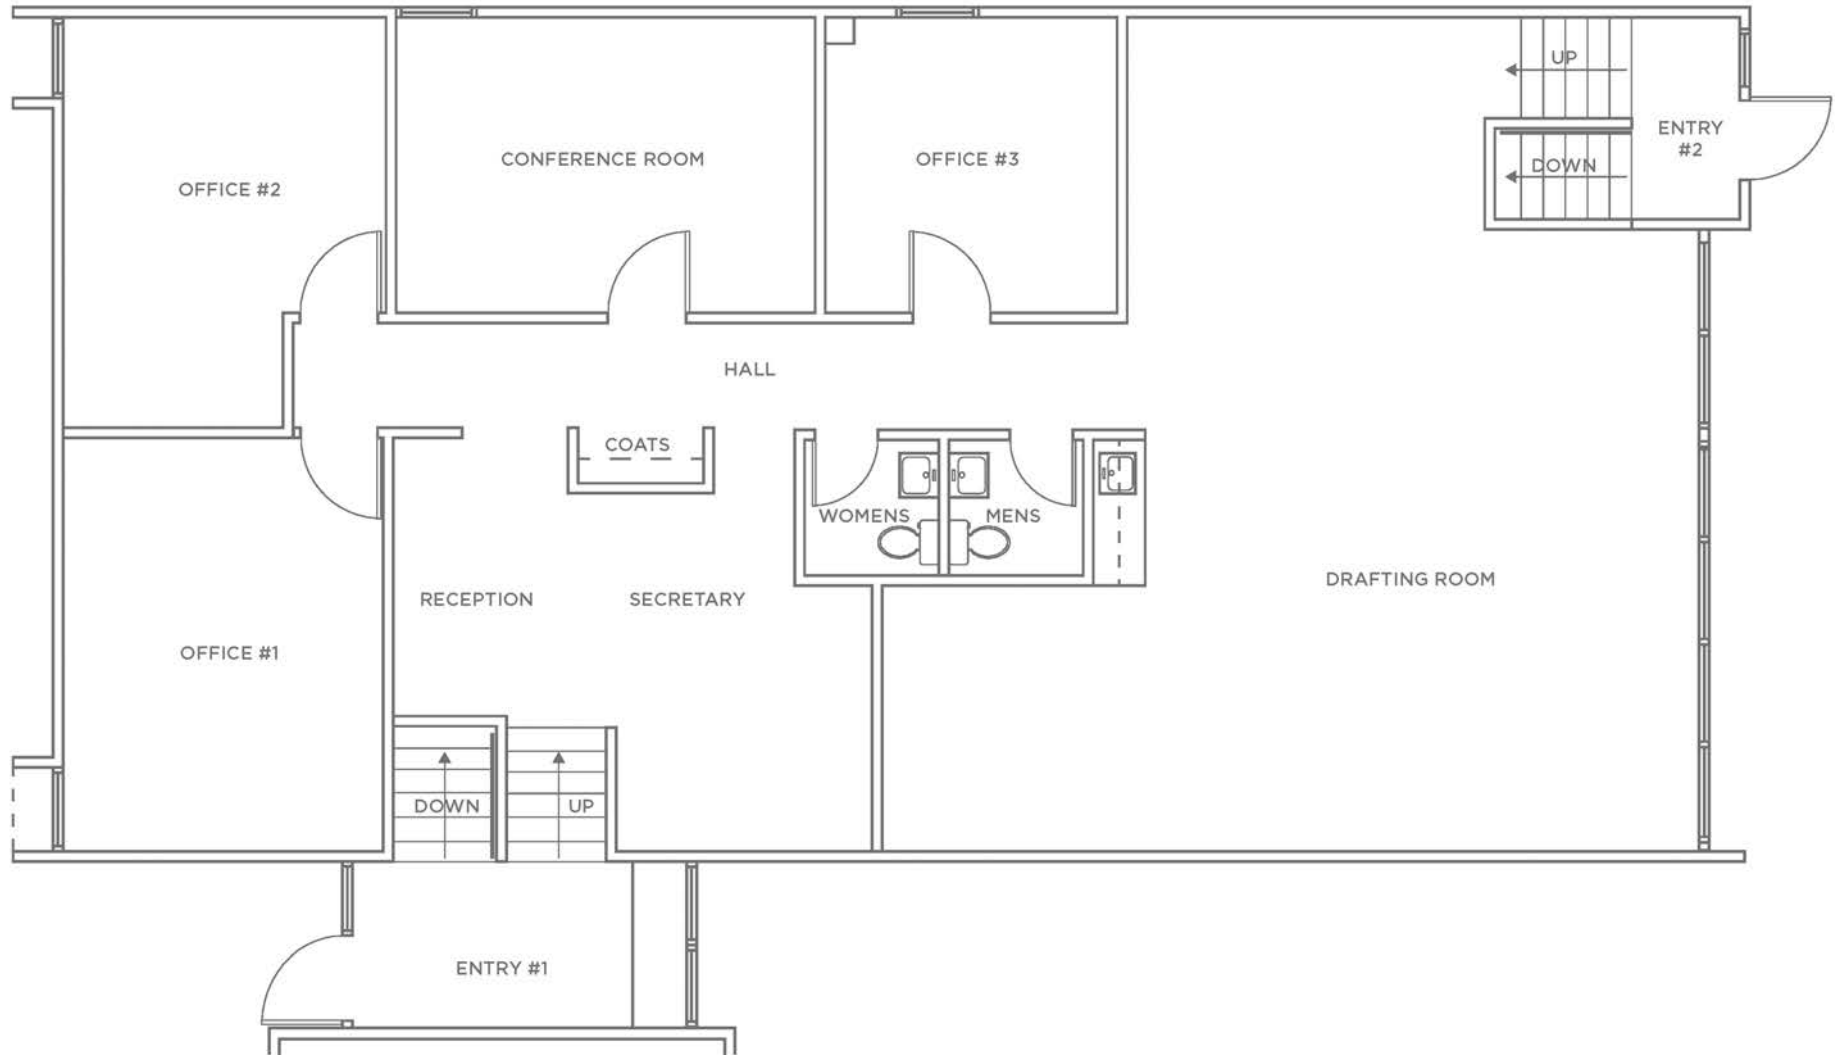 UP
ENTRY
#2
CONFERENCE ROOM
OFFICE #3
DOWN
OFFICE #2
HALL
COATS
WOMENS
MENS
DRAFTING ROOM
RECEPTION
SECRETARY
OFFICE #1
DOWN
UP
ENTRY #1